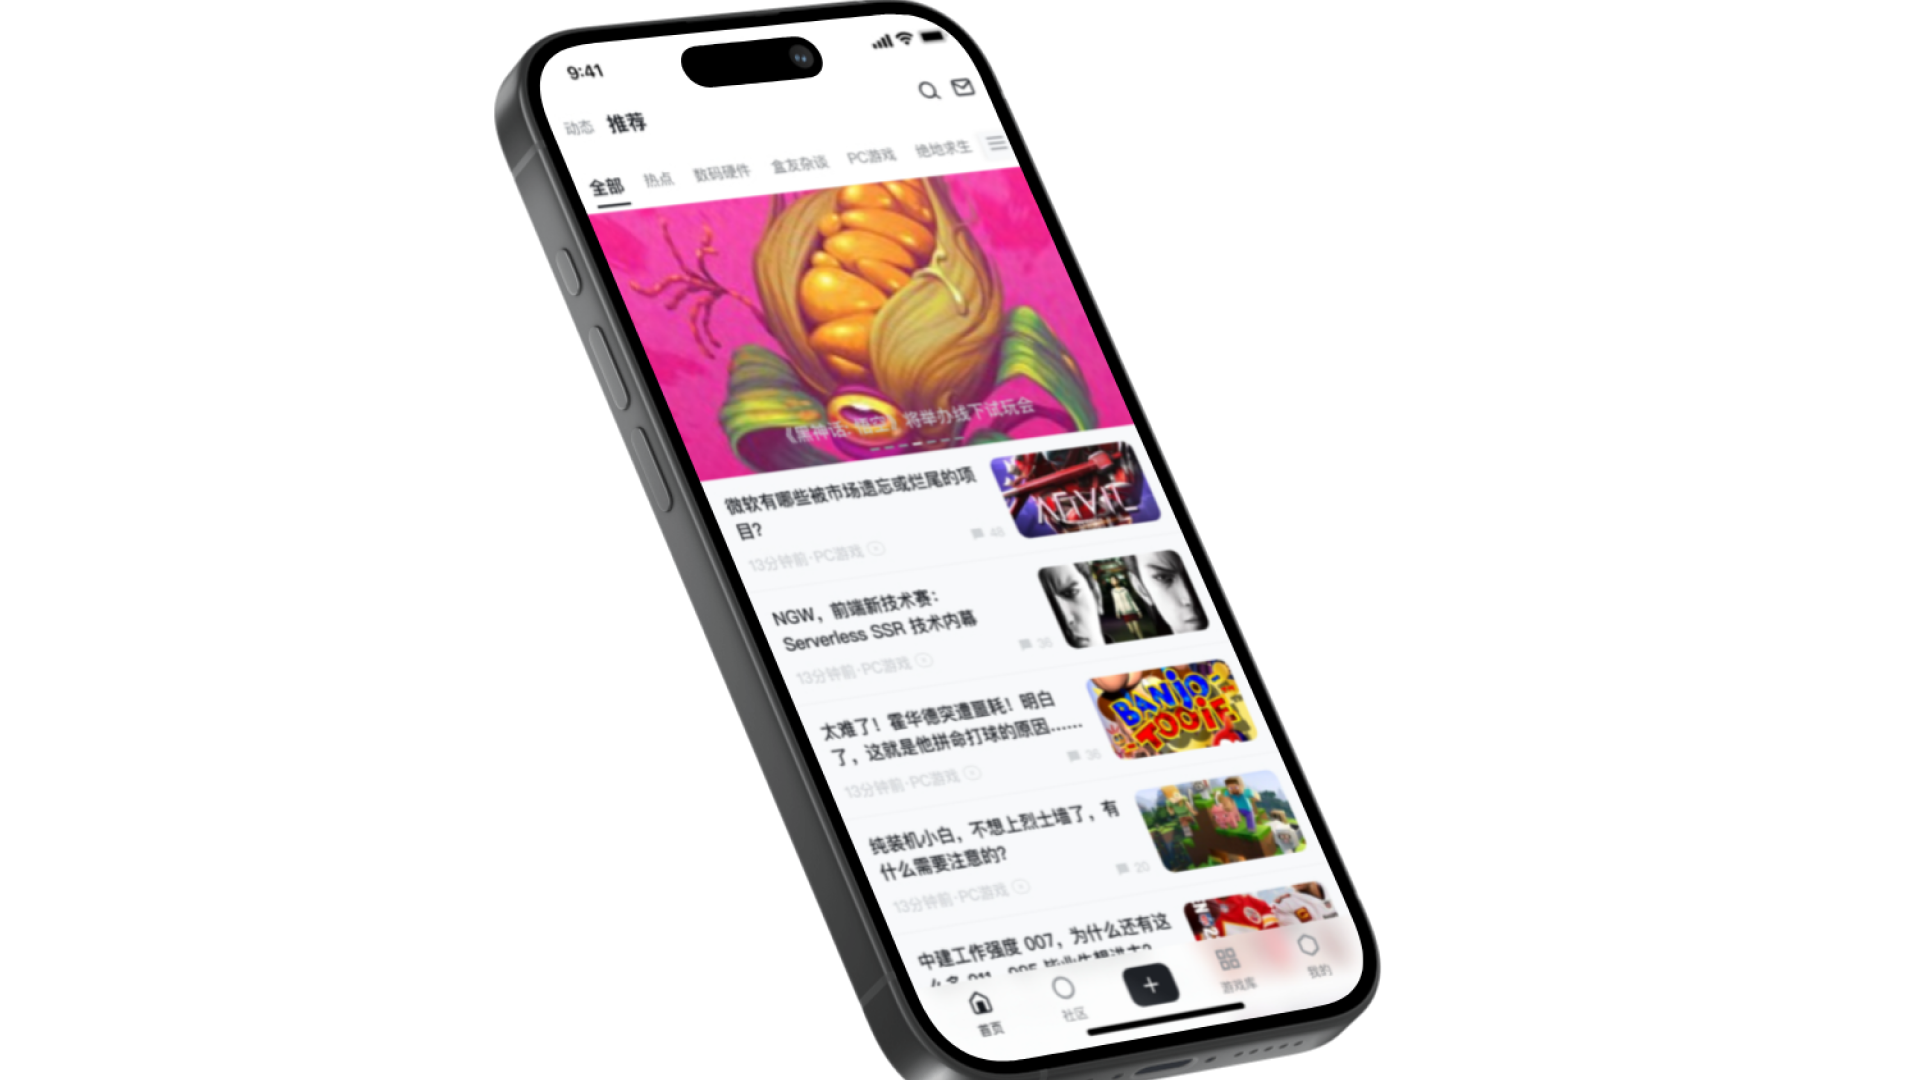 9:41
动态 推荐
全部 热点 数码硬件 盒友杂谈 PC游戏 绝地求生
《黑神话: 悟空》将举办线下试玩会
微软有哪些被市场遗忘或烂尾的项
目?
13分钟前·PC游戏 48
NGW，前端新技术赛：
Serverless SSR 技术内幕
13分钟前·PC游戏 36
太难了！霍华德突遭噩耗！明白
了，这就是他拼命打球的原因……
13分钟前·PC游戏 36
BANJO-
TOOIE
纯装机小白，不想上烈士墙了，有
什么需要注意的?
13分钟前·PC游戏 20
中建工作强度 007，为什么还有这
首页 社区 游戏库 我的